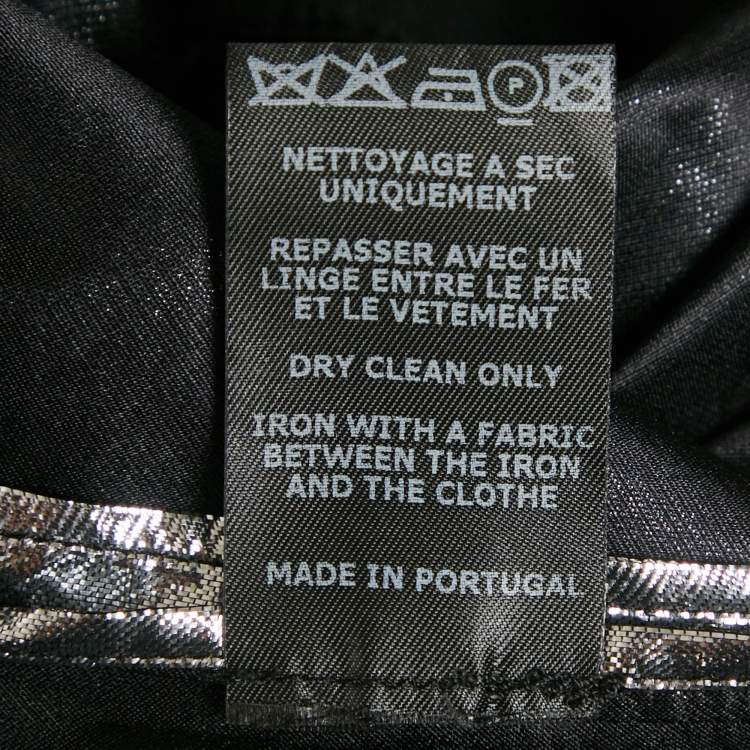 P
NETTOYAGE A SEC
UNIQUEMENT
REPASSER AVEC UN
LINGE ENTRE LE FER
ET LE VETEMENT
DRY CLEAN ONLY
IRON WITH A FABRIC
BETWEEN THE IRON
AND THE CLOTHE
MADE IN PORTUGAL